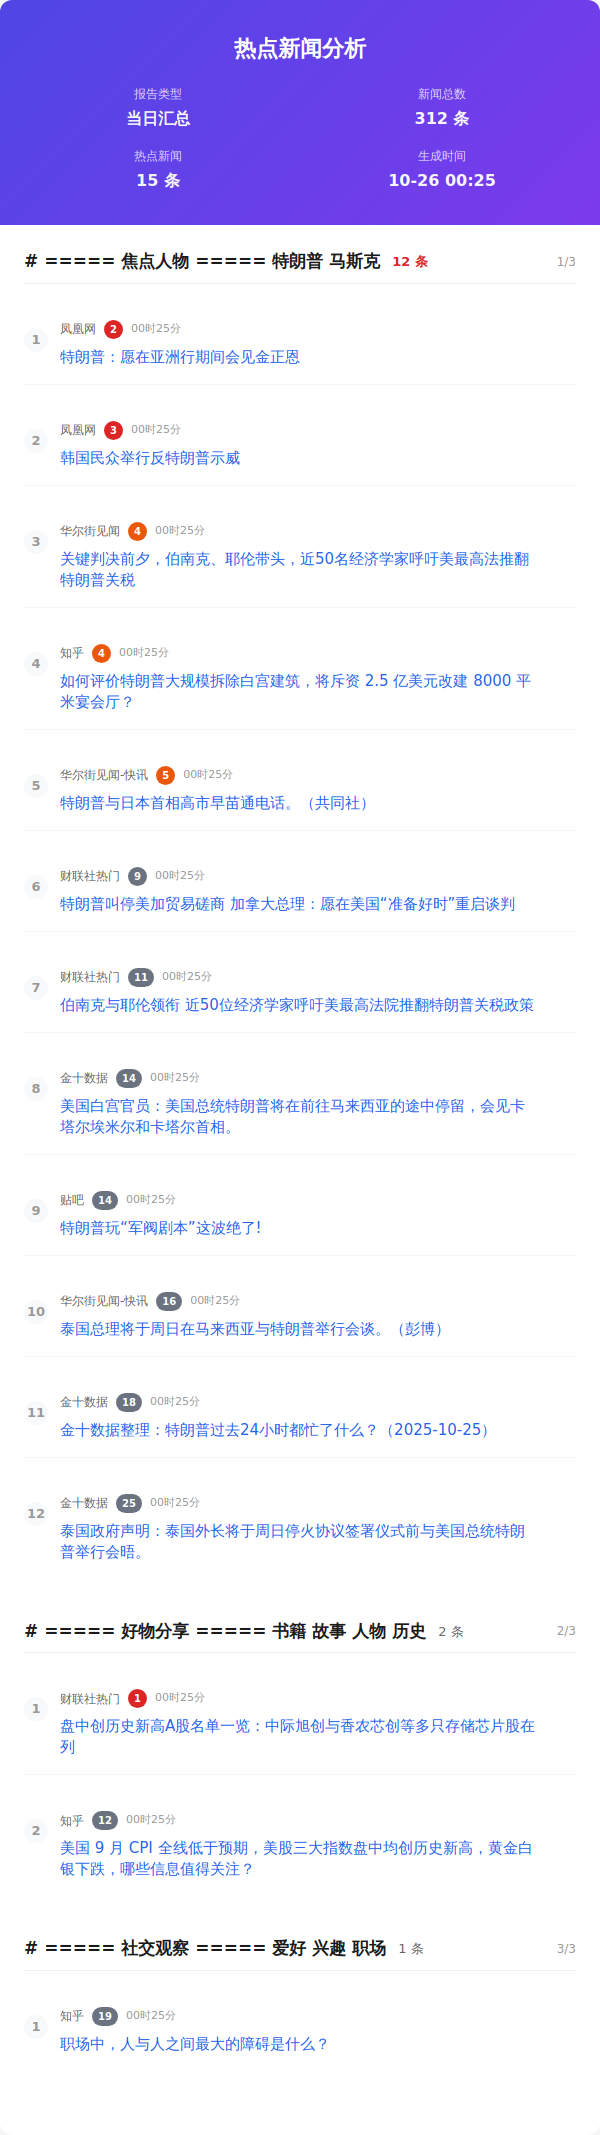 热点新闻分析
报告类型
新闻总数
当日汇总
312 条
热点新闻
生成时间
15 条
10-26 00:25
# ===== 焦点人物 ===== 特朗普 马斯克 12 条 1/3
1
凤凰网 2 00时25分
特朗普：愿在亚洲行期间会见金正恩
2
凤凰网 3 00时25分
韩国民众举行反特朗普示威
3
华尔街见闻 4 00时25分
关键判决前夕，伯南克、耶伦带头，近50名经济学家呼吁美最高法推翻
特朗普关税
4
知乎 4 00时25分
如何评价特朗普大规模拆除白宫建筑，将斥资 2.5 亿美元改建 8000 平
米宴会厅？
5
华尔街见闻-快讯 5 00时25分
特朗普与日本首相高市早苗通电话。（共同社）
6
财联社热门 9 00时25分
特朗普叫停美加贸易磋商 加拿大总理：愿在美国“准备好时”重启谈判
7
财联社热门 11 00时25分
伯南克与耶伦领衔 近50位经济学家呼吁美最高法院推翻特朗普关税政策
8
金十数据 14 00时25分
美国白宫官员：美国总统特朗普将在前往马来西亚的途中停留，会见卡
塔尔埃米尔和卡塔尔首相。
9
贴吧 14 00时25分
特朗普玩“军阀剧本”这波绝了!
10
华尔街见闻-快讯 16 00时25分
泰国总理将于周日在马来西亚与特朗普举行会谈。（彭博）
11
金十数据 18 00时25分
金十数据整理：特朗普过去24小时都忙了什么？（2025-10-25）
12
金十数据 25 00时25分
泰国政府声明：泰国外长将于周日停火协议签署仪式前与美国总统特朗
普举行会晤。
# ===== 好物分享 ===== 书籍 故事 人物 历史 2 条 2/3
1
财联社热门 1 00时25分
盘中创历史新高A股名单一览：中际旭创与香农芯创等多只存储芯片股在
列
2
知乎 12 00时25分
美国 9 月 CPI 全线低于预期，美股三大指数盘中均创历史新高，黄金白
银下跌，哪些信息值得关注？
# ===== 社交观察 ===== 爱好 兴趣 职场 1 条 3/3
1
知乎 19 00时25分
职场中，人与人之间最大的障碍是什么？